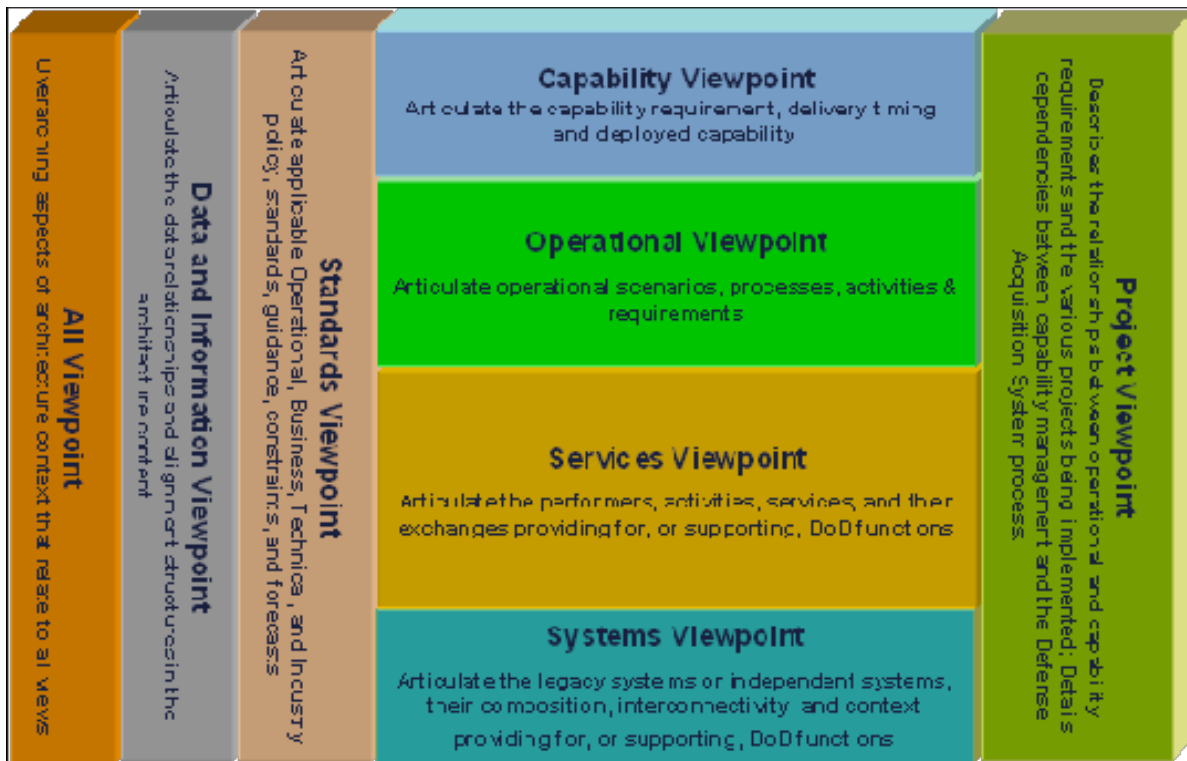 All Viewpoint
Overarching aspects of architecture context that relate to all views
Data and Information Viewpoint
Articulate the data relationships and alignment structures in the
architecture content
Standards Viewpoint
Articulate applicable Operational, Business, Technical, and Industry
policy, standards, guidance, constraints, and forecasts
Capability Viewpoint
Articulate the capability requirement, delivery timing
and deployed capability
Operational Viewpoint
Articulate operational scenarios, processes, activities &
requirements
Services Viewpoint
Articulate the performers, activities, services, and their
exchanges providing for, or supporting, DoD functions
Systems Viewpoint
Articulate the legacy systems or independent systems,
their composition, interconnectivity and context
providing for, or supporting, DoD functions
Project Viewpoint
Describes the relationships between operational and capability
requirements and the various projects being implemented; Details
dependencies between capability management and the Defense
Acquisition System process.